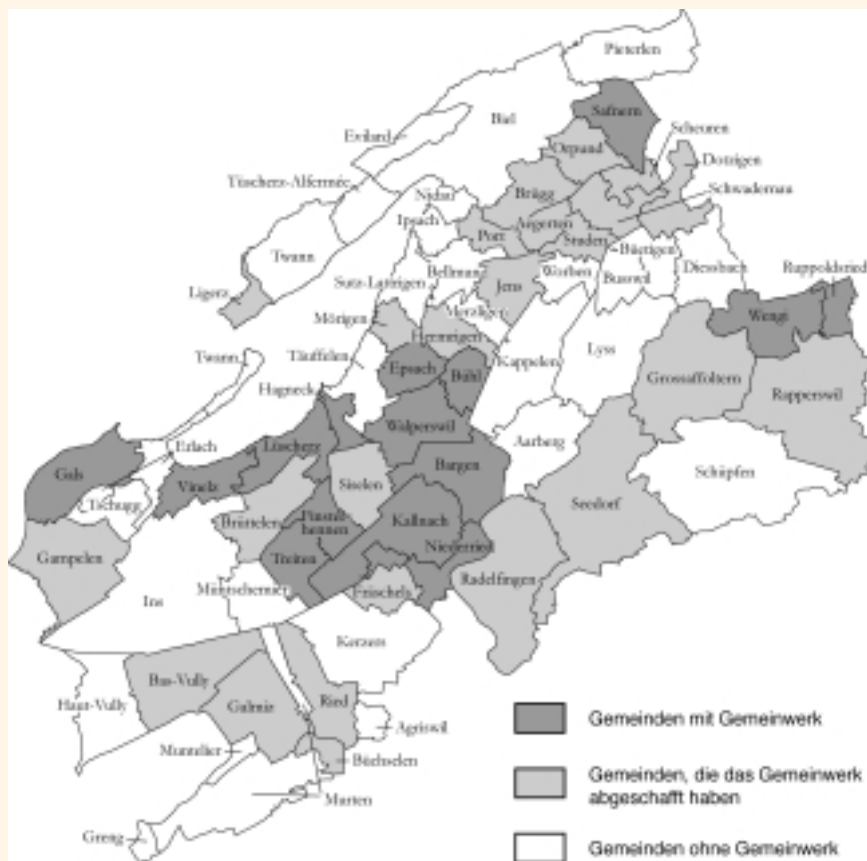 Pieterlen
Safnern
Biel
Scheuren
Evilard
Orpund
Dotzigen
Tüscherz-Alfermée
Nidau
Brügg
Schwadernau
Ipsach
Aegerten
Twann
Port
Studen
Büetigen
Bellmund
Worben
Diessbach
Ruppoldsried
Sutz-Lattrigen
Busswil
Ligerz
Jens
Merzligen
Mörigen
Hermrigen
Wengi
Twann
Täuffelen
Kappelen
Lyss
Epsach
Bühl
Grossaffoltern
Hagneck
Rapperswil
Walperswil
Erlach
Lüscherz
Aarberg
Gals
Bargen
Schüpfen
Vinelz
Siselen
Seedorf
Tschugg
Brüttelen
Finsterhennen
Kallnach
Gampelen
Treiten
Niederried
Radelfingen
Ins
Müntschemier
Frischels
Kerzers
Bas-Vully
Haut-Vully
Galmiz
Ried
Agriswil
Muntelier
Büchselen
Murten
Greng
Gemeinden mit Gemeinwerk
Gemeinden, die das Gemeinwerk
abgeschafft haben
Gemeinden ohne Gemeinwerk